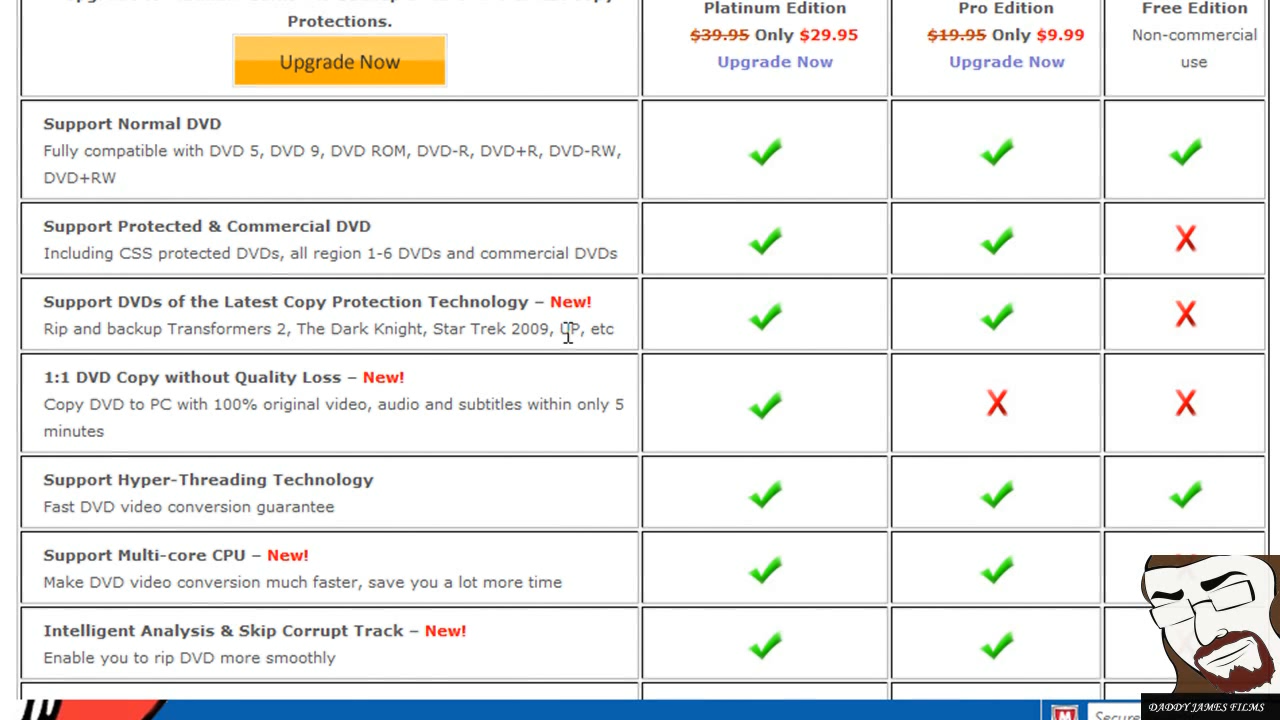 Protections.
Upgrade Now
Platinum Edition
$39.95 Only $29.95
Upgrade Now
Pro Edition
$19.95 Only $9.99
Upgrade Now
Free Edition
Non-commercial
use
Support Normal DVD
Fully compatible with DVD 5, DVD 9, DVD ROM, DVD-R, DVD+R, DVD-RW,
DVD+RW
Support Protected & Commercial DVD
Including CSS protected DVDs, all region 1-6 DVDs and commercial DVDs
Support DVDs of the Latest Copy Protection Technology – New!
Rip and backup Transformers 2, The Dark Knight, Star Trek 2009, UP, etc
1:1 DVD Copy without Quality Loss – New!
Copy DVD to PC with 100% original video, audio and subtitles within only 5
minutes
Support Hyper-Threading Technology
Fast DVD video conversion guarantee
Support Multi-core CPU – New!
Make DVD video conversion much faster, save you a lot more time
Intelligent Analysis & Skip Corrupt Track – New!
Enable you to rip DVD more smoothly
DADDY JAMES FILMS
Secure